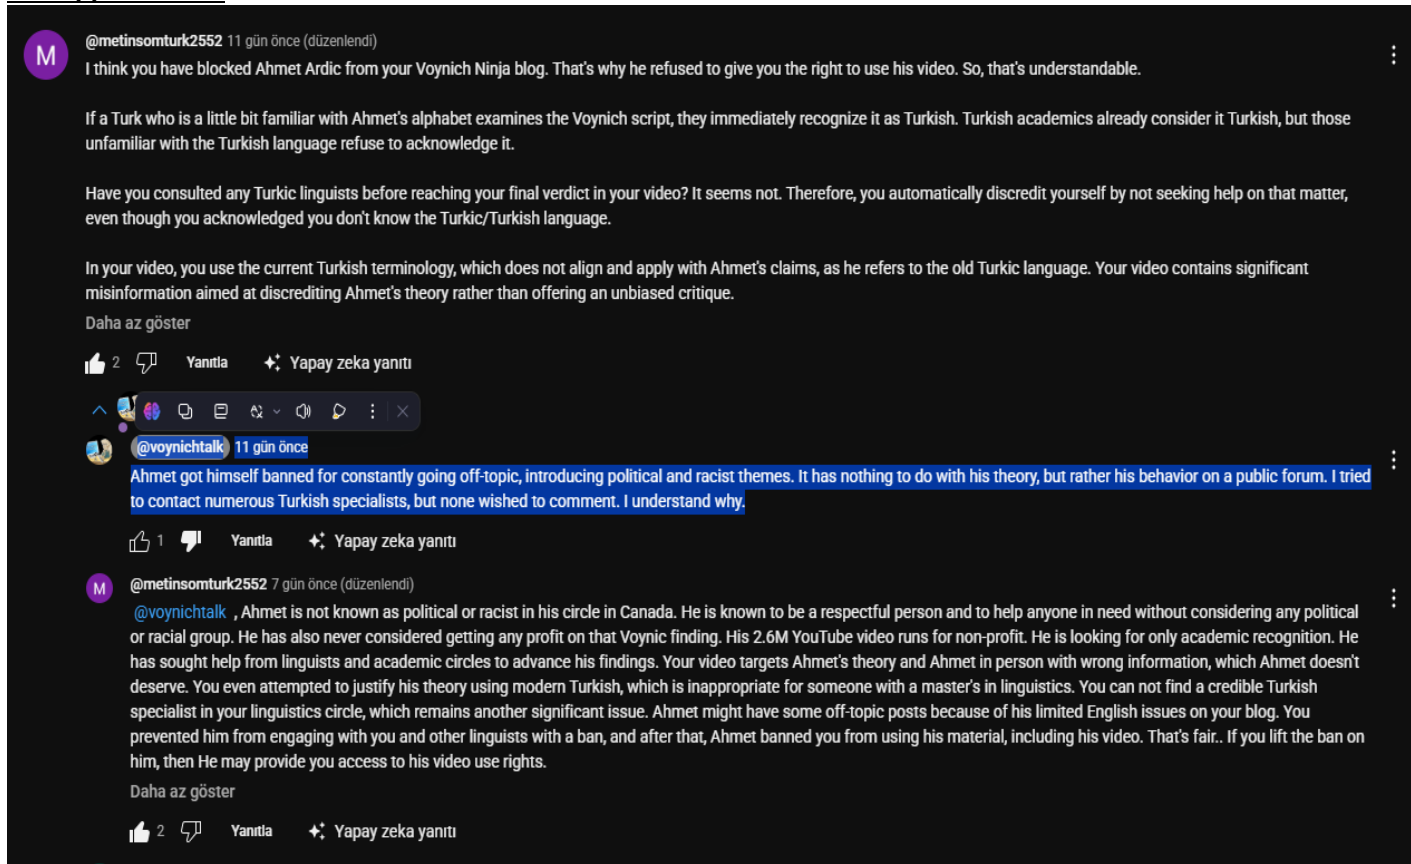 M
@metinsomturk2552 11 gün önce (düzenlendi)
I think you have blocked Ahmet Ardic from your Voynich Ninja blog. That's why he refused to give you the right to use his video. So, that's understandable.
If a Turk who is a little bit familiar with Ahmet's alphabet examines the Voynich script, they immediately recognize it as Turkish. Turkish academics already consider it Turkish, but those
unfamiliar with the Turkish language refuse to acknowledge it.
Have you consulted any Turkic linguists before reaching your final verdict in your video? It seems not. Therefore, you automatically discredit yourself by not seeking help on that matter,
even though you acknowledged you don't know the Turkic/Turkish language.
In your video, you use the current Turkish terminology, which does not align and apply with Ahmet's claims, as he refers to the old Turkic language. Your video contains significant
misinformation aimed at discrediting Ahmet's theory rather than offering an unbiased critique.
Daha az göster
2 Yanıtla Yapay zeka yanıtı
@voynichtalk 11 gün önce
Ahmet got himself banned for constantly going off-topic, introducing political and racist themes. It has nothing to do with his theory, but rather his behavior on a public forum. I tried
to contact numerous Turkish specialists, but none wished to comment. I understand why.
1 Yanıtla Yapay zeka yanıtı
M
@metinsomturk2552 7 gün önce (düzenlendi)
@voynichtalk , Ahmet is not known as political or racist in his circle in Canada. He is known to be a respectful person and to help anyone in need without considering any political
or racial group. He has also never considered getting any profit on that Voynic finding. His 2.6M YouTube video runs for non-profit. He is looking for only academic recognition. He
has sought help from linguists and academic circles to advance his findings. Your video targets Ahmet's theory and Ahmet in person with wrong information, which Ahmet doesn't
deserve. You even attempted to justify his theory using modern Turkish, which is inappropriate for someone with a master's in linguistics. You can not find a credible Turkish
specialist in your linguistics circle, which remains another significant issue. Ahmet might have some off-topic posts because of his limited English issues on your blog. You
prevented him from engaging with you and other linguists with a ban, and after that, Ahmet banned you from using his material, including his video. That's fair.. If you lift the ban on
him, then He may provide you access to his video use rights.
Daha az göster
2 Yanıtla Yapay zeka yanıtı